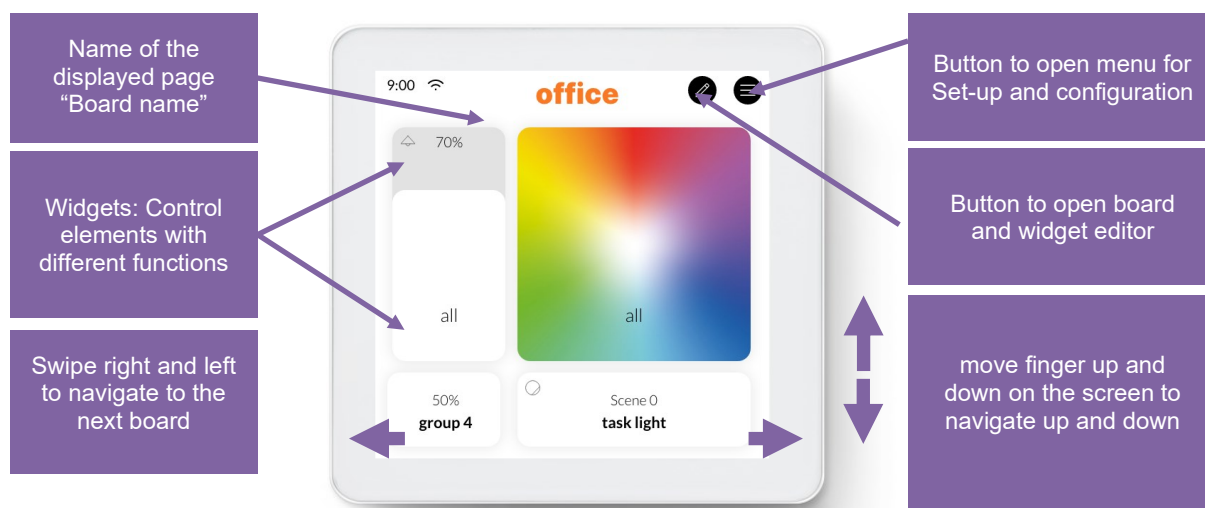 Name of the
displayed page
“Board name”
Widgets: Control
elements with
different functions
Swipe right and left
to navigate to the
next board
9:00
office
70%
all
all
50%
group 4
Scene 0
task light
Button to open menu for
Set-up and configuration
Button to open board
and widget editor
move finger up and
down on the screen to
navigate up and down